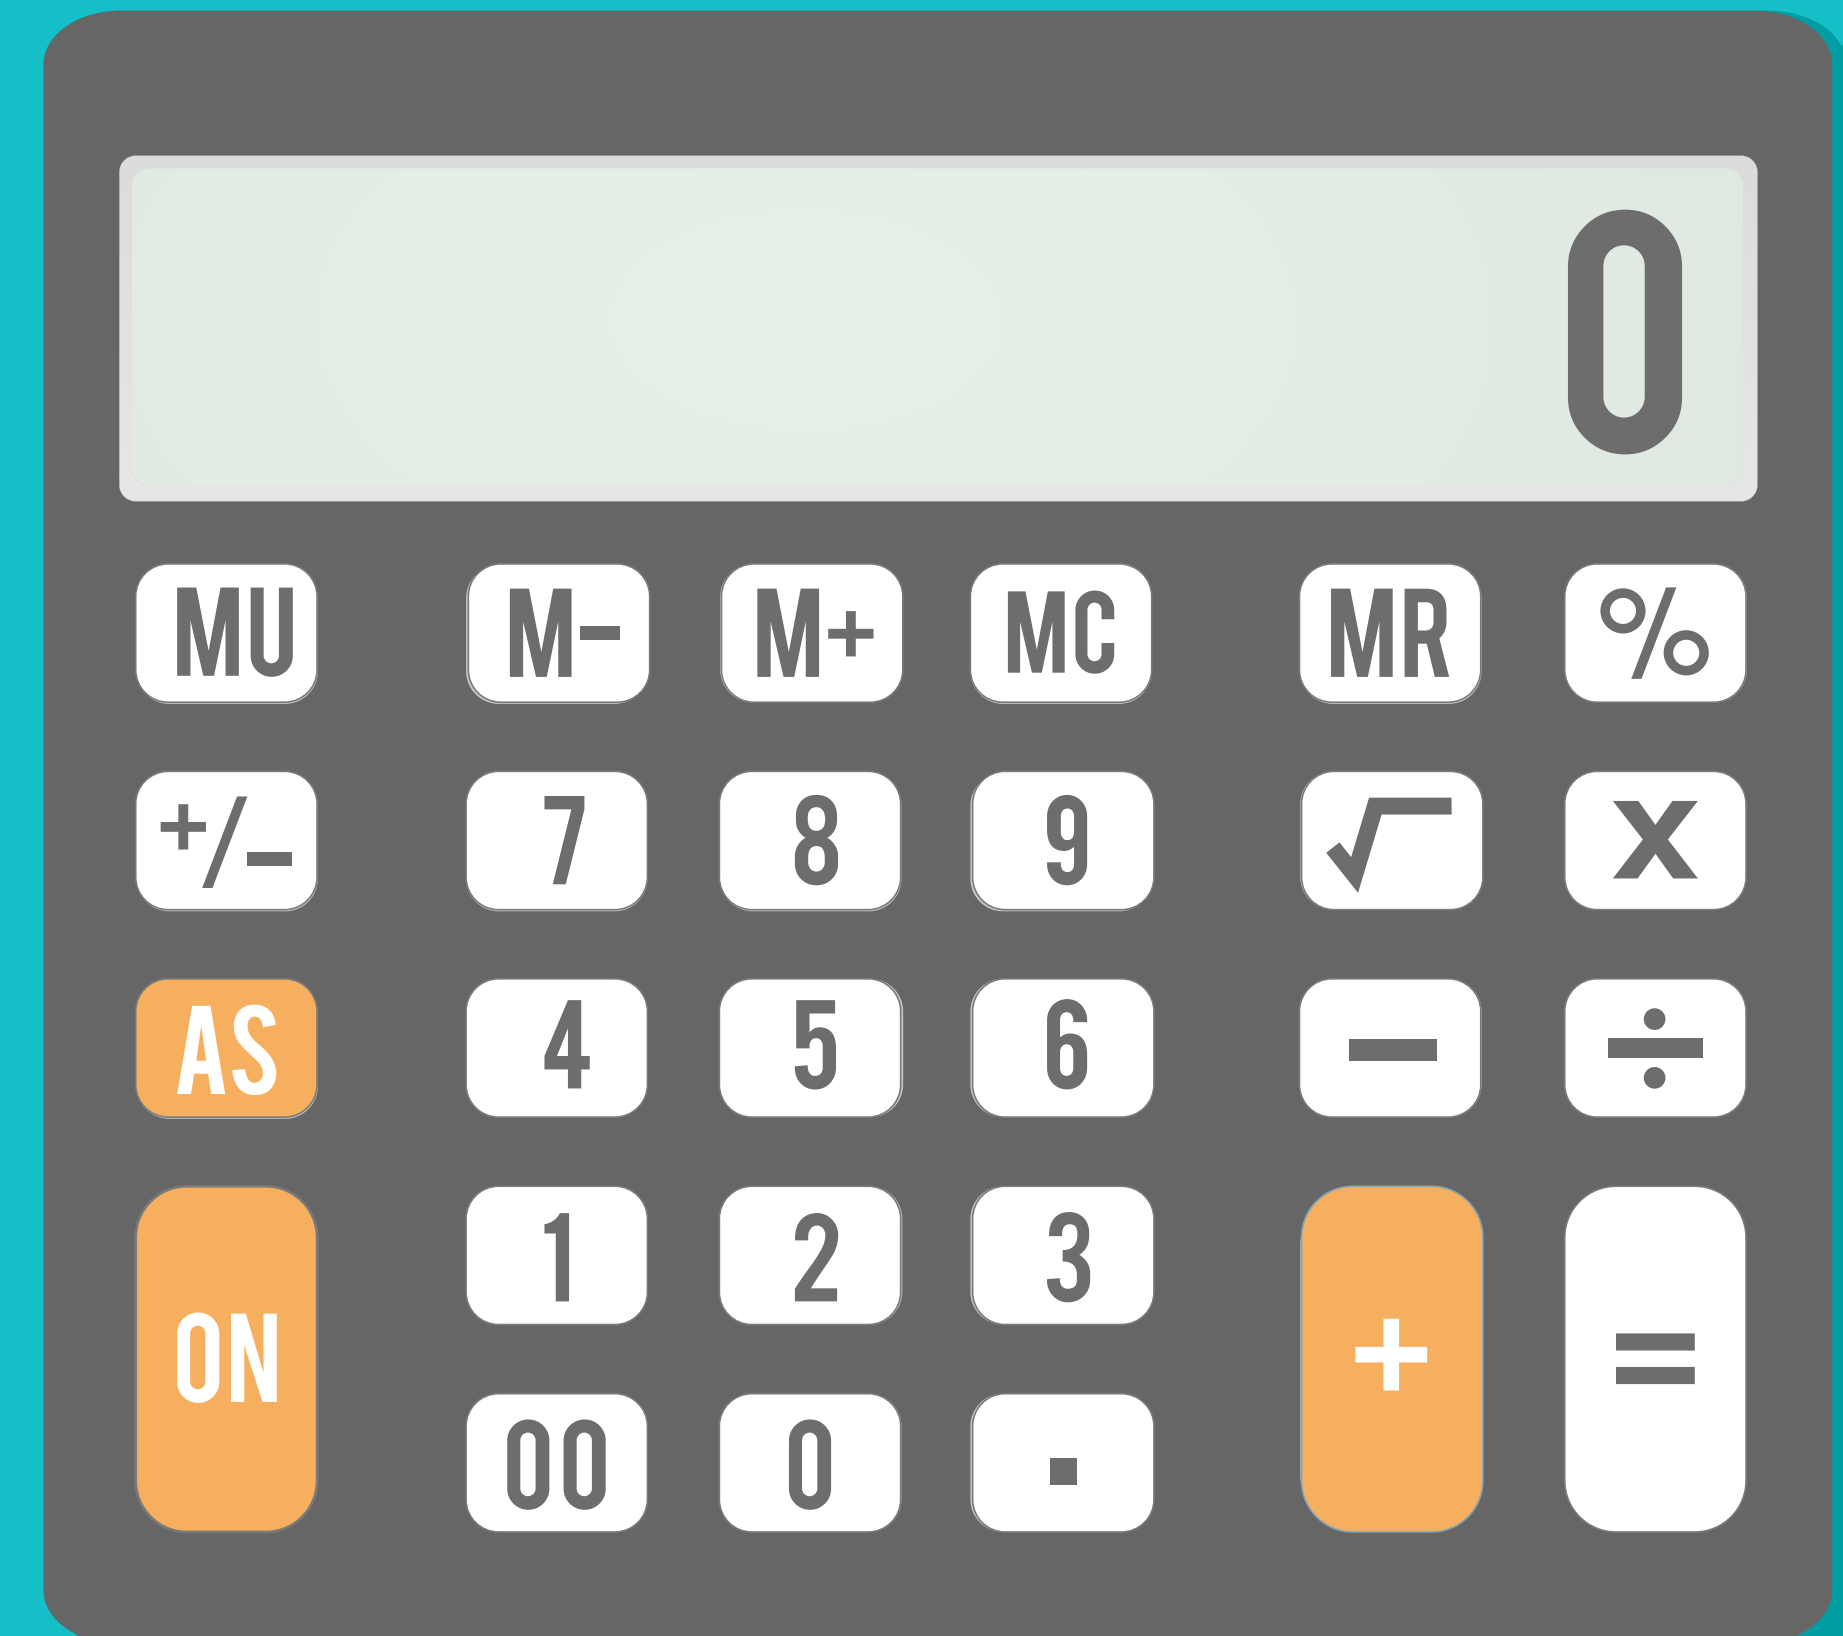 0
MU M- M+ MC MR %
+/- 7 8 9 √ x
AS 4 5 6 - ÷
1 2 3
ON + =
00 0 .